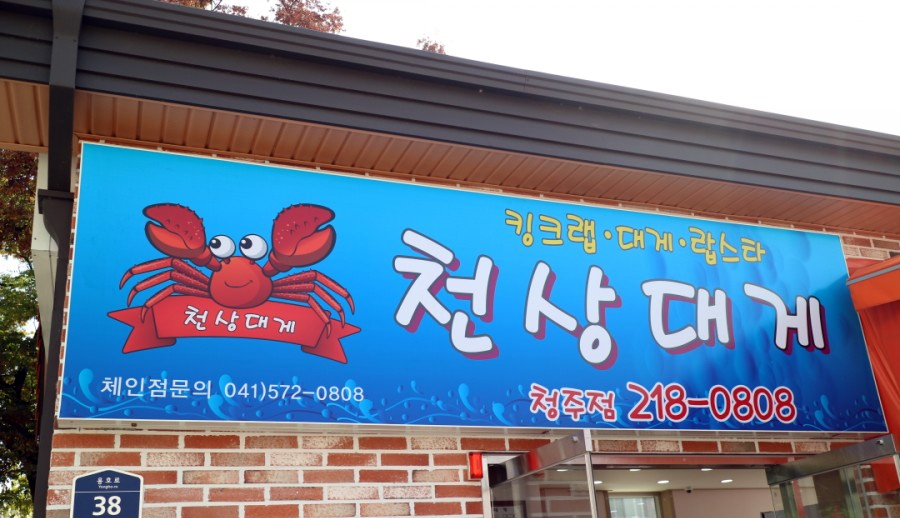 킹크랩·대게·랍스타
천상대게
천상대게
체인점문의 041)572-0808
청주점 218-0808
38